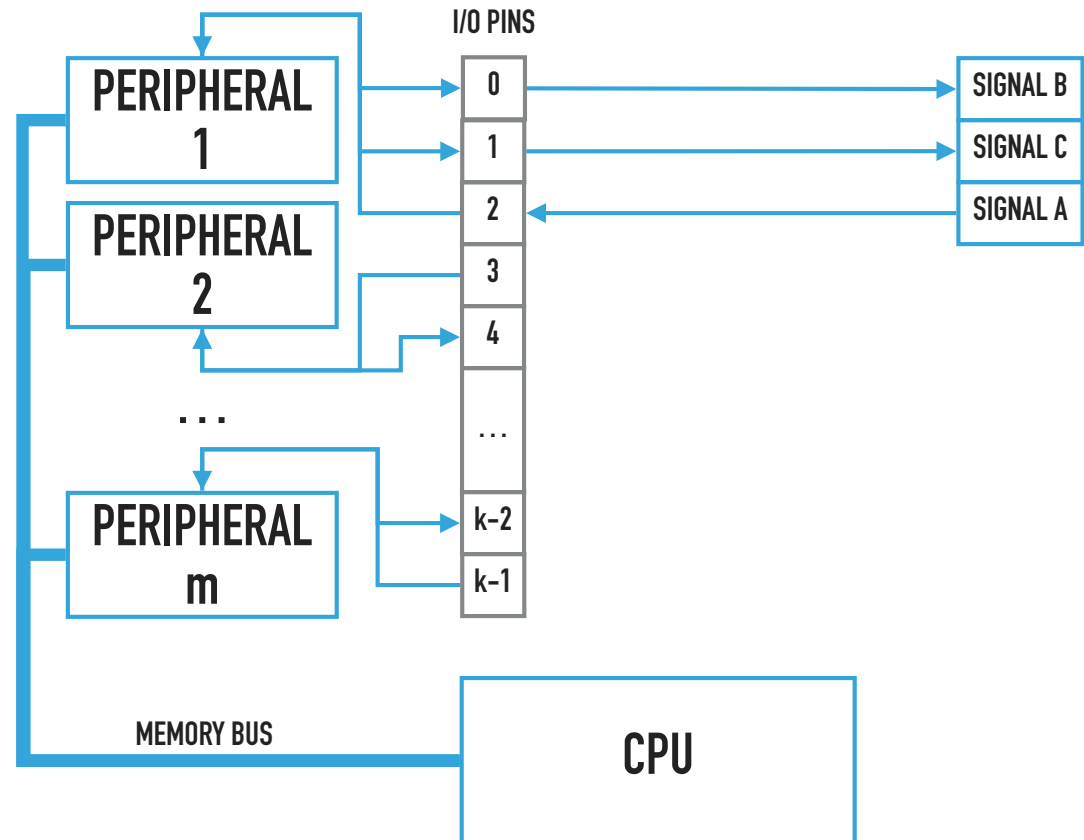 I/O PINS
PERIPHERAL
1
0
SIGNAL B
1
SIGNAL C
2
SIGNAL A
PERIPHERAL
2
3
4
...
...
PERIPHERAL
m
k-2
k-1
MEMORY BUS
CPU